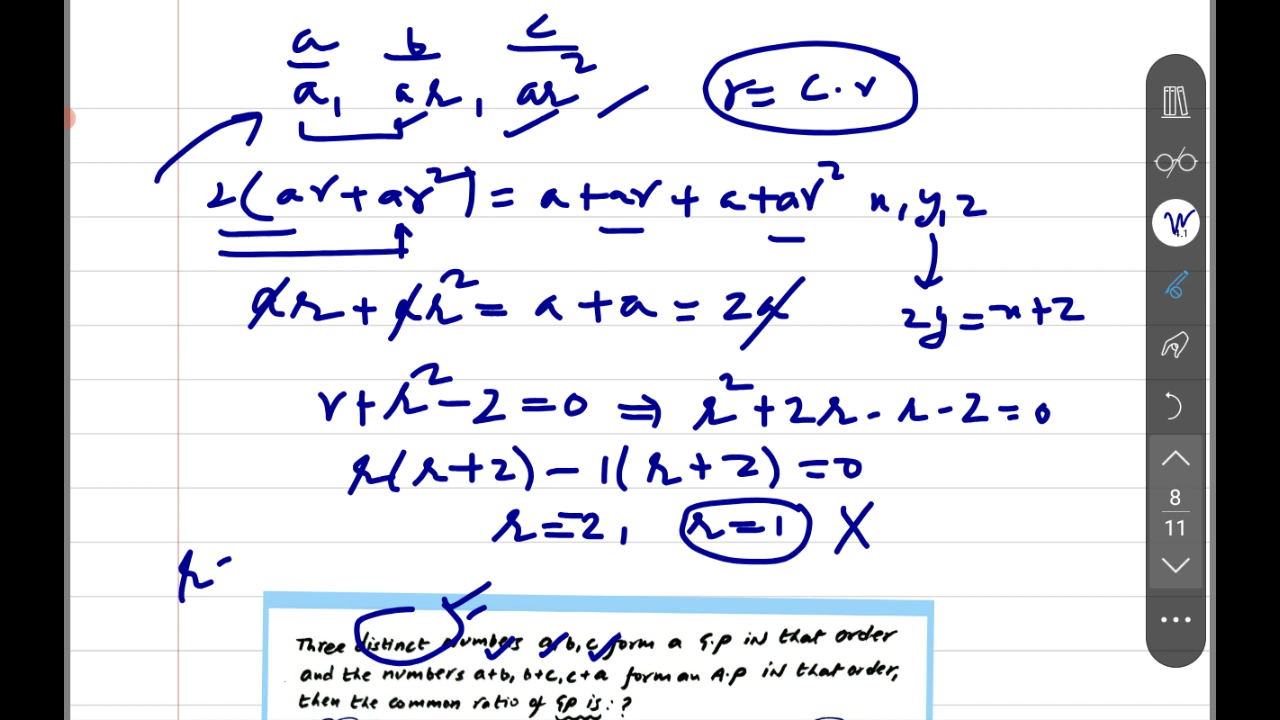 a b c
a, ar, ar² r = c·r
2(ar+ar²) = a+ar + a+ar² x, y, z
ar + ar² = a + a = 2a 2y = x+z
r + r² - 2 = 0 ⇒ r² + 2r - r - 2 = 0
r(r+2) - 1(r+2) = 0
r = -2, r = 1 X
r
Three distinct numbers a, b, c form a G.P in that order
and the numbers a+b, b+c, c+a form an A.P in that order,
then the common ratio of GP is:?
8
11